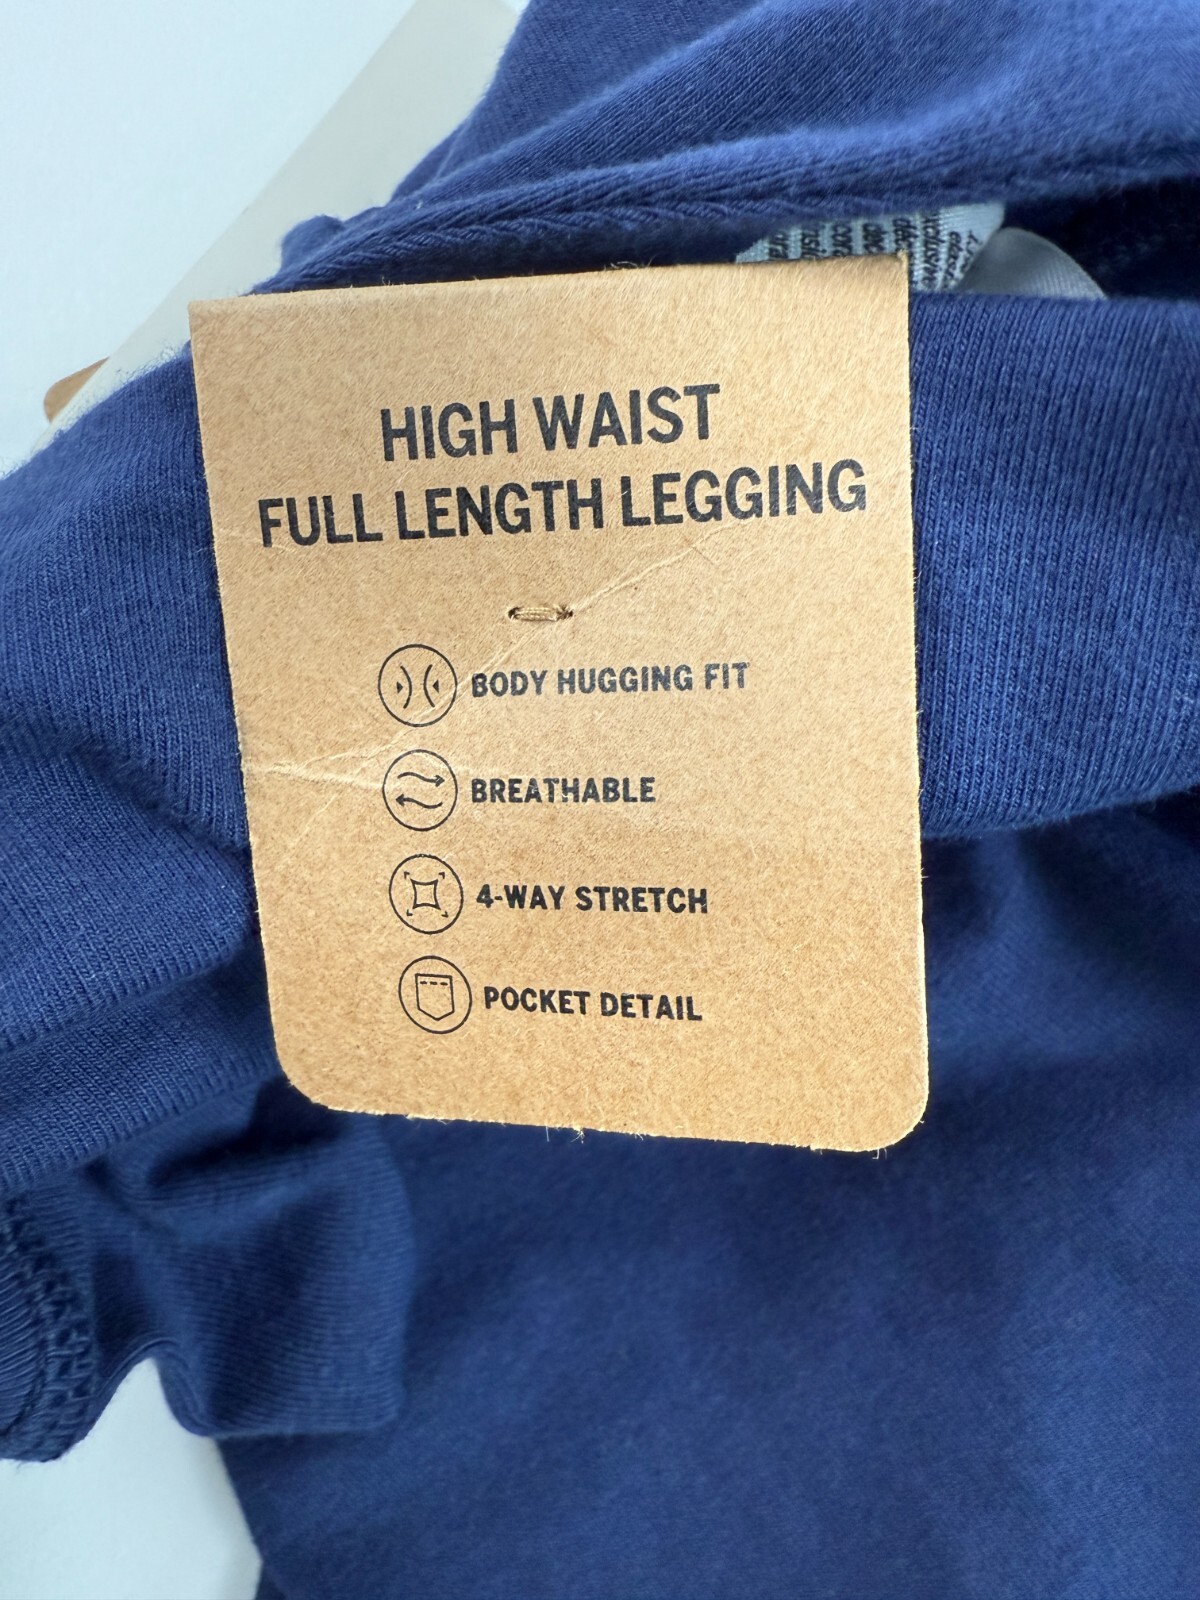 HIGH WAIST
FULL LENGTH LEGGING
BODY HUGGING FIT
BREATHABLE
4-WAY STRETCH
POCKET DETAIL